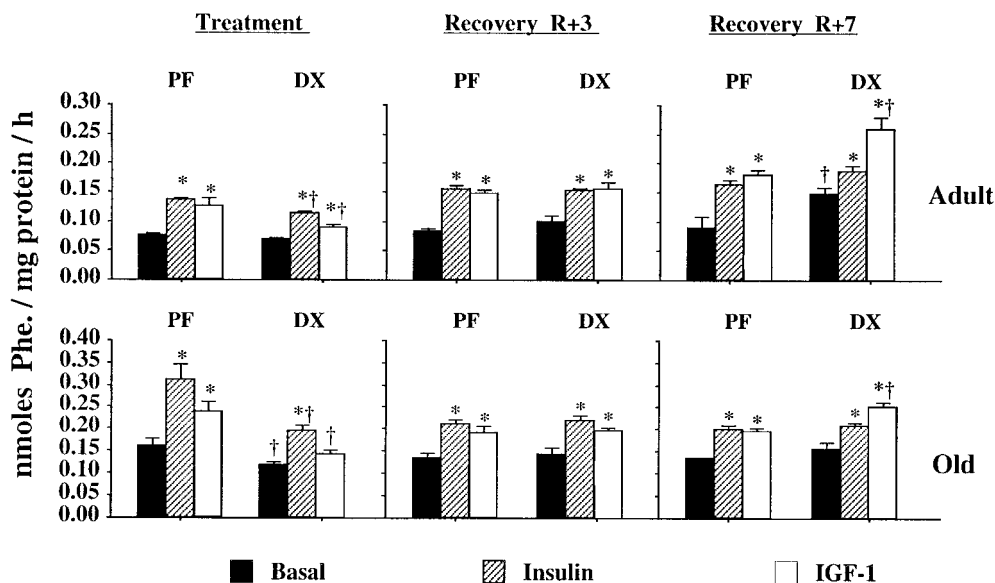 Treatment Recovery R+3 Recovery R+7
PF DX PF DX PF DX
nmoles Phe. / mg protein / h
0.30
0.25
0.20
0.15
0.10
0.05
0.00
* * *† *† * * * * * * † * *†
Adult
PF DX PF DX PF DX
0.40
0.35
0.30
0.25
0.20
0.15
0.10
0.05
0.00
* * † *† † * * * * * * * *†
Old
Basal Insulin IGF-1